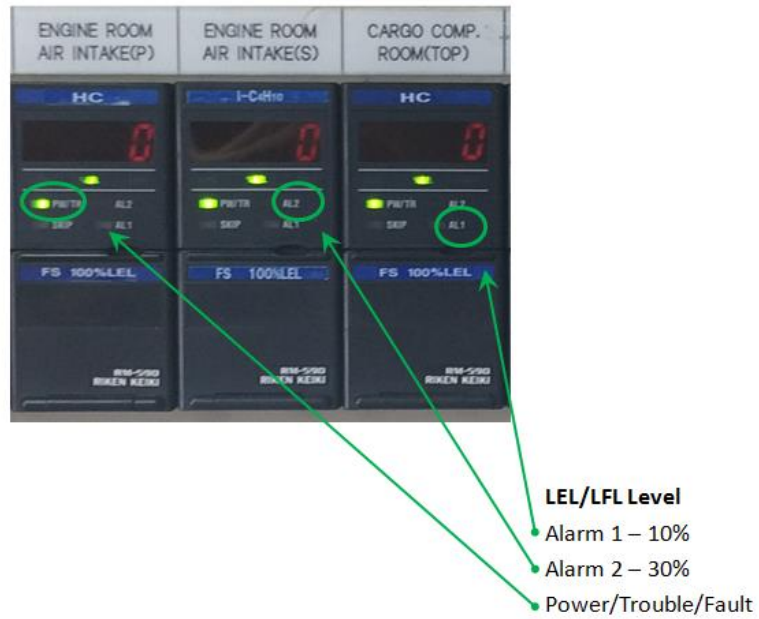 ENGINE ROOM
AIR INTAKE(P)
ENGINE ROOM
AIR INTAKE(S)
CARGO COMP.
ROOM(TOP)
HC
i-C4H10
HC
0
0
0
PW/TR AL2
SKIP AL1
PW/TR AL2
SKIP AL1
PW/TR AL2
SKIP AL1
FS 100%LEL
FS 100%LEL
FS 100%LEL
RM-590
RIKEN KEIKI
RM-590
RIKEN KEIKI
RM-590
RIKEN KEIKI
LEL/LFL Level
Alarm 1 – 10%
Alarm 2 – 30%
Power/Trouble/Fault